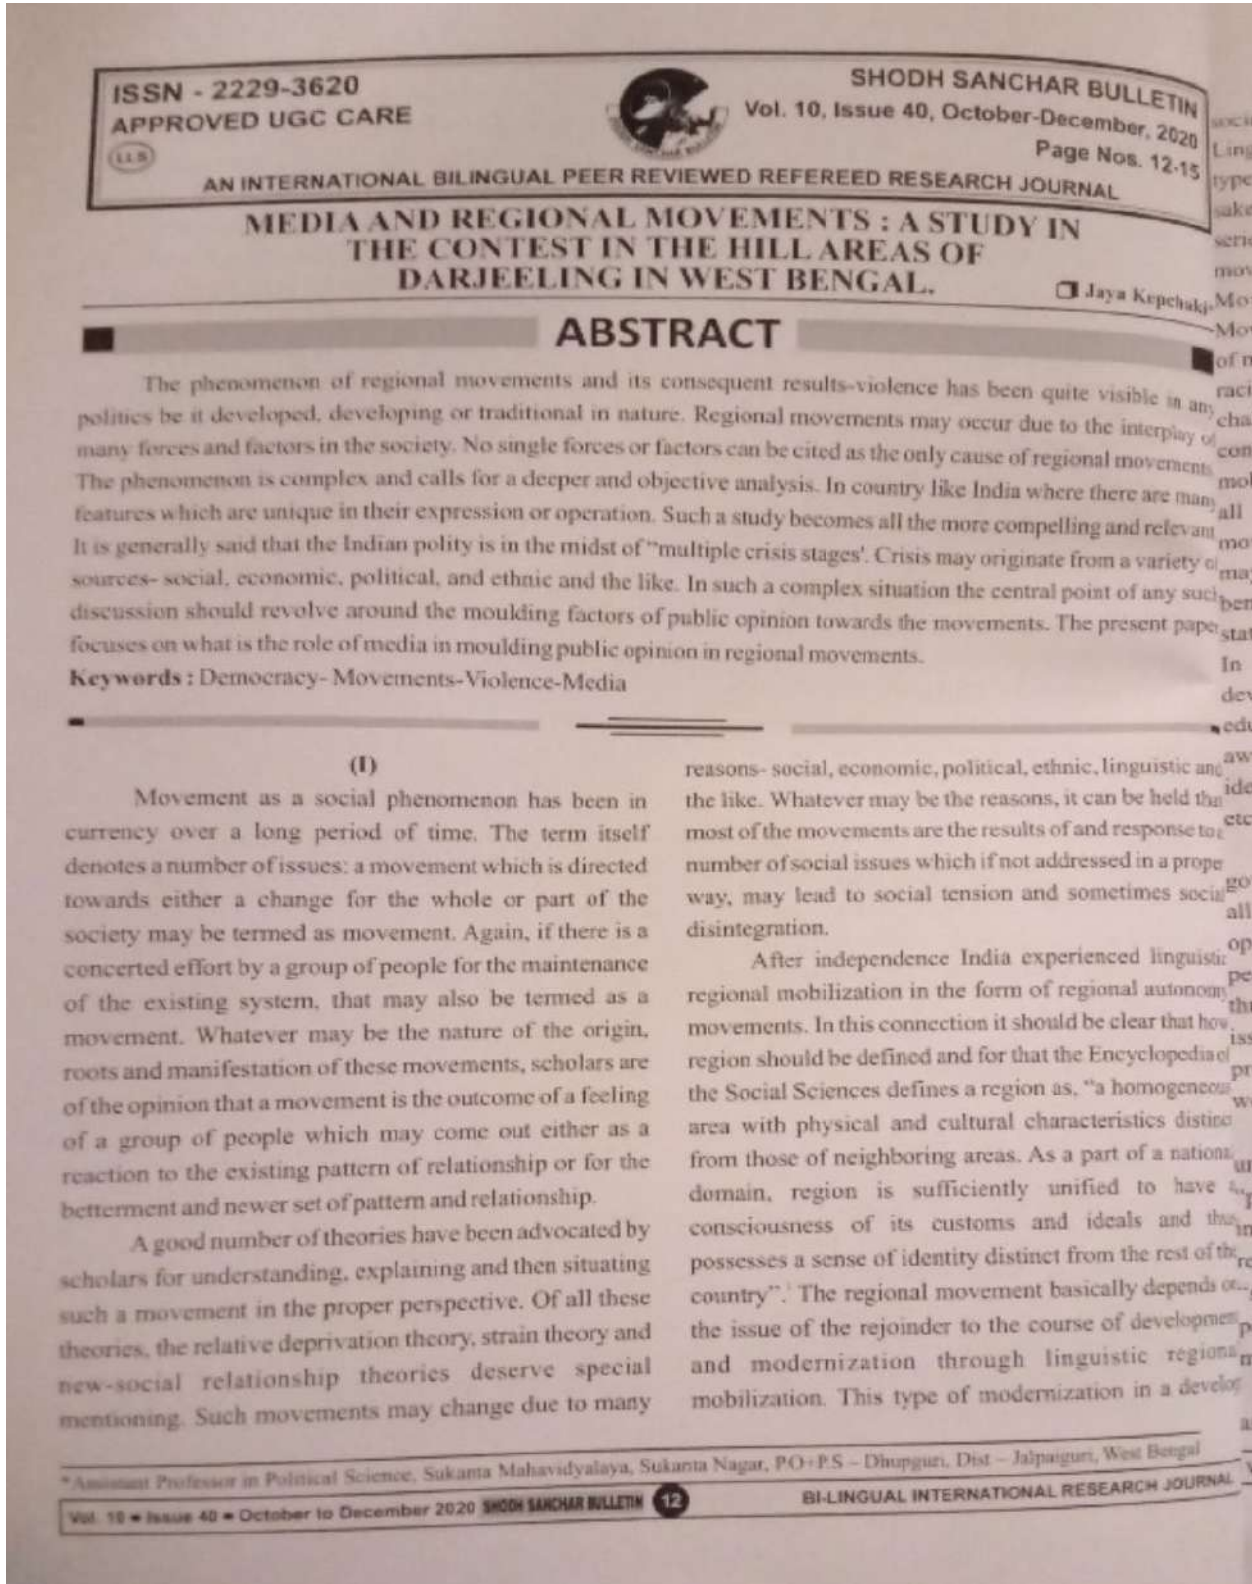 ISSN - 2229-3620
APPROVED UGC CARE
SHODH SANCHAR BULLETIN
Vol. 10, Issue 40, October-December, 2020
Page Nos. 12-15
AN INTERNATIONAL BILINGUAL PEER REVIEWED REFEREED RESEARCH JOURNAL
MEDIA AND REGIONAL MOVEMENTS : A STUDY IN
THE CONTEST IN THE HILL AREAS OF
DARJEELING IN WEST BENGAL.
ABSTRACT
The phenomenon of regional movements and its consequent results-violence has been quite visible in any
politics be it developed, developing or traditional in nature. Regional movements may occur due to the interplay of
many forces and factors in the society. No single forces or factors can be cited as the only cause of regional movements
The phenomenon is complex and calls for a deeper and objective analysis. In country like India where there are many
features which are unique in their expression or operation. Such a study becomes all the more compelling and relevant
It is generally said that the Indian polity is in the midst of "multiple crisis stages'. Crisis may originate from a variety of
sources- social, economic, political, and ethnic and the like. In such a complex situation the central point of any
discussion should revolve around the moulding factors of public opinion towards the movements. The present
focuses on what is the role of media in moulding public opinion in regional movements.
Keywords : Democracy- Movements-Violence-Media
(I)
Movement as a social phenomenon has been in
currency over a long period of time. The term itself
denotes a number of issues: a movement which is directed
towards either a change for the whole or part of the
society may be termed as movement. Again, if there is a
concerted effort by a group of people for the maintenance
of the existing system, that may also be termed as a
movement. Whatever may be the nature of the origin,
roots and manifestation of these movements, scholars are
of the opinion that a movement is the outcome of a feeling
of a group of people which may come out either as a
reaction to the existing pattern of relationship or for the
betterment and newer set of pattern and relationship.
A good number of theories have been advocated by
scholars for understanding, explaining and then situating
such a movement in the proper perspective. Of all these
theories, the relative deprivation theory, strain theory and
new-social relationship theories deserve special
mentioning. Such movements may change due to many
reasons- social, economic, political, ethnic, linguistic and
the like. Whatever may be the reasons, it can be held
most of the movements are the results of and response to
number of social issues which if not addressed in a
way, may lead to social tension and sometimes
disintegration.
After independence India experienced
regional mobilization in the form of regional
movements. In this connection it should be clear that how
region should be defined and for that the Encyclopedia of
the Social Sciences defines a region as, "a
area with physical and cultural characteristics
from those of neighboring areas. As a part of a
domain, region is sufficiently unified to have
consciousness of its customs and ideals and
possesses a sense of identity distinct from the rest of the
country". The regional movement basically depends
the issue of the rejoinder to the course of
and modernization through linguistic
mobilization. This type of modernization in a
*Assistant Professor in Political Science, Sukanta Mahavidyalaya, Sukanta Nagar, P.O+P.S – Dhupguri, Dist – Jalpaiguri, West Bengal
Vol. 10 • Issue 40 • October to December 2020 SHODH SANCHAR BULLETIN 12 BI-LINGUAL INTERNATIONAL RESEARCH JOURNAL